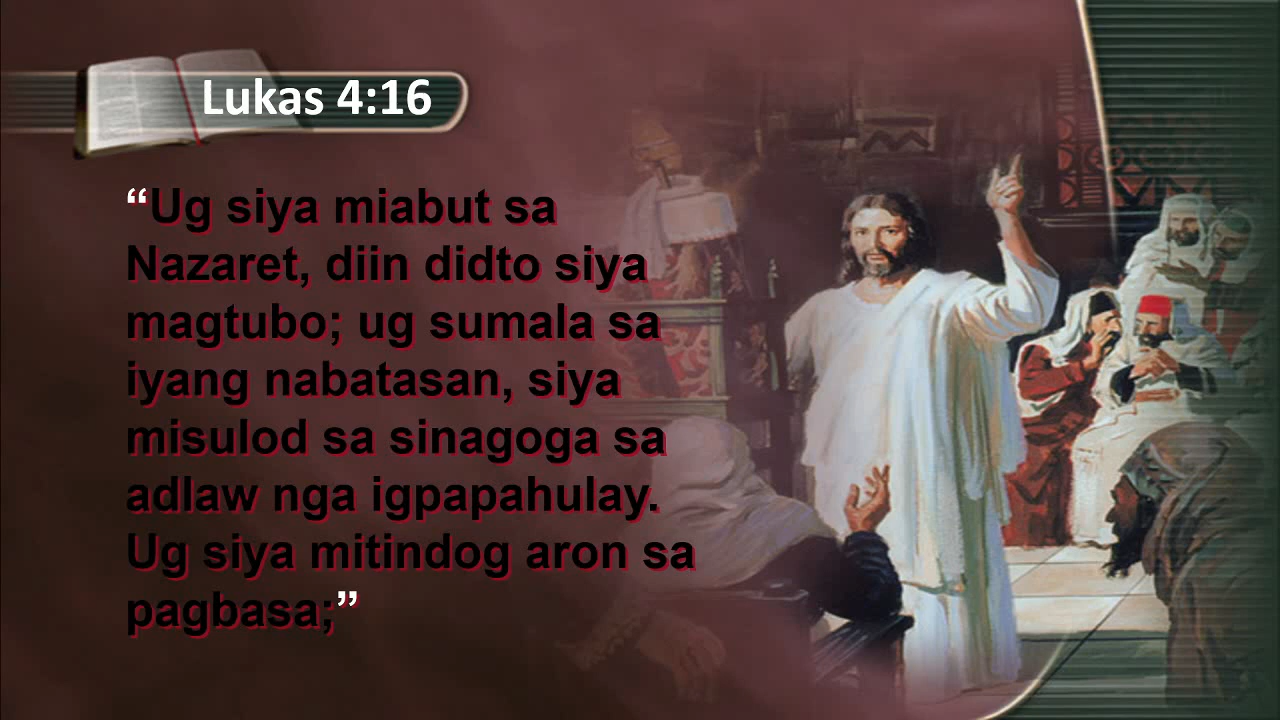 Lukas 4:16
“Ug siya miabut sa
Nazaret, diin didto siya
magtubo; ug sumala sa
iyang nabatasan, siya
misulod sa sinagoga sa
adlaw nga igpapahulay.
Ug siya mitindog aron sa
pagbasa;”